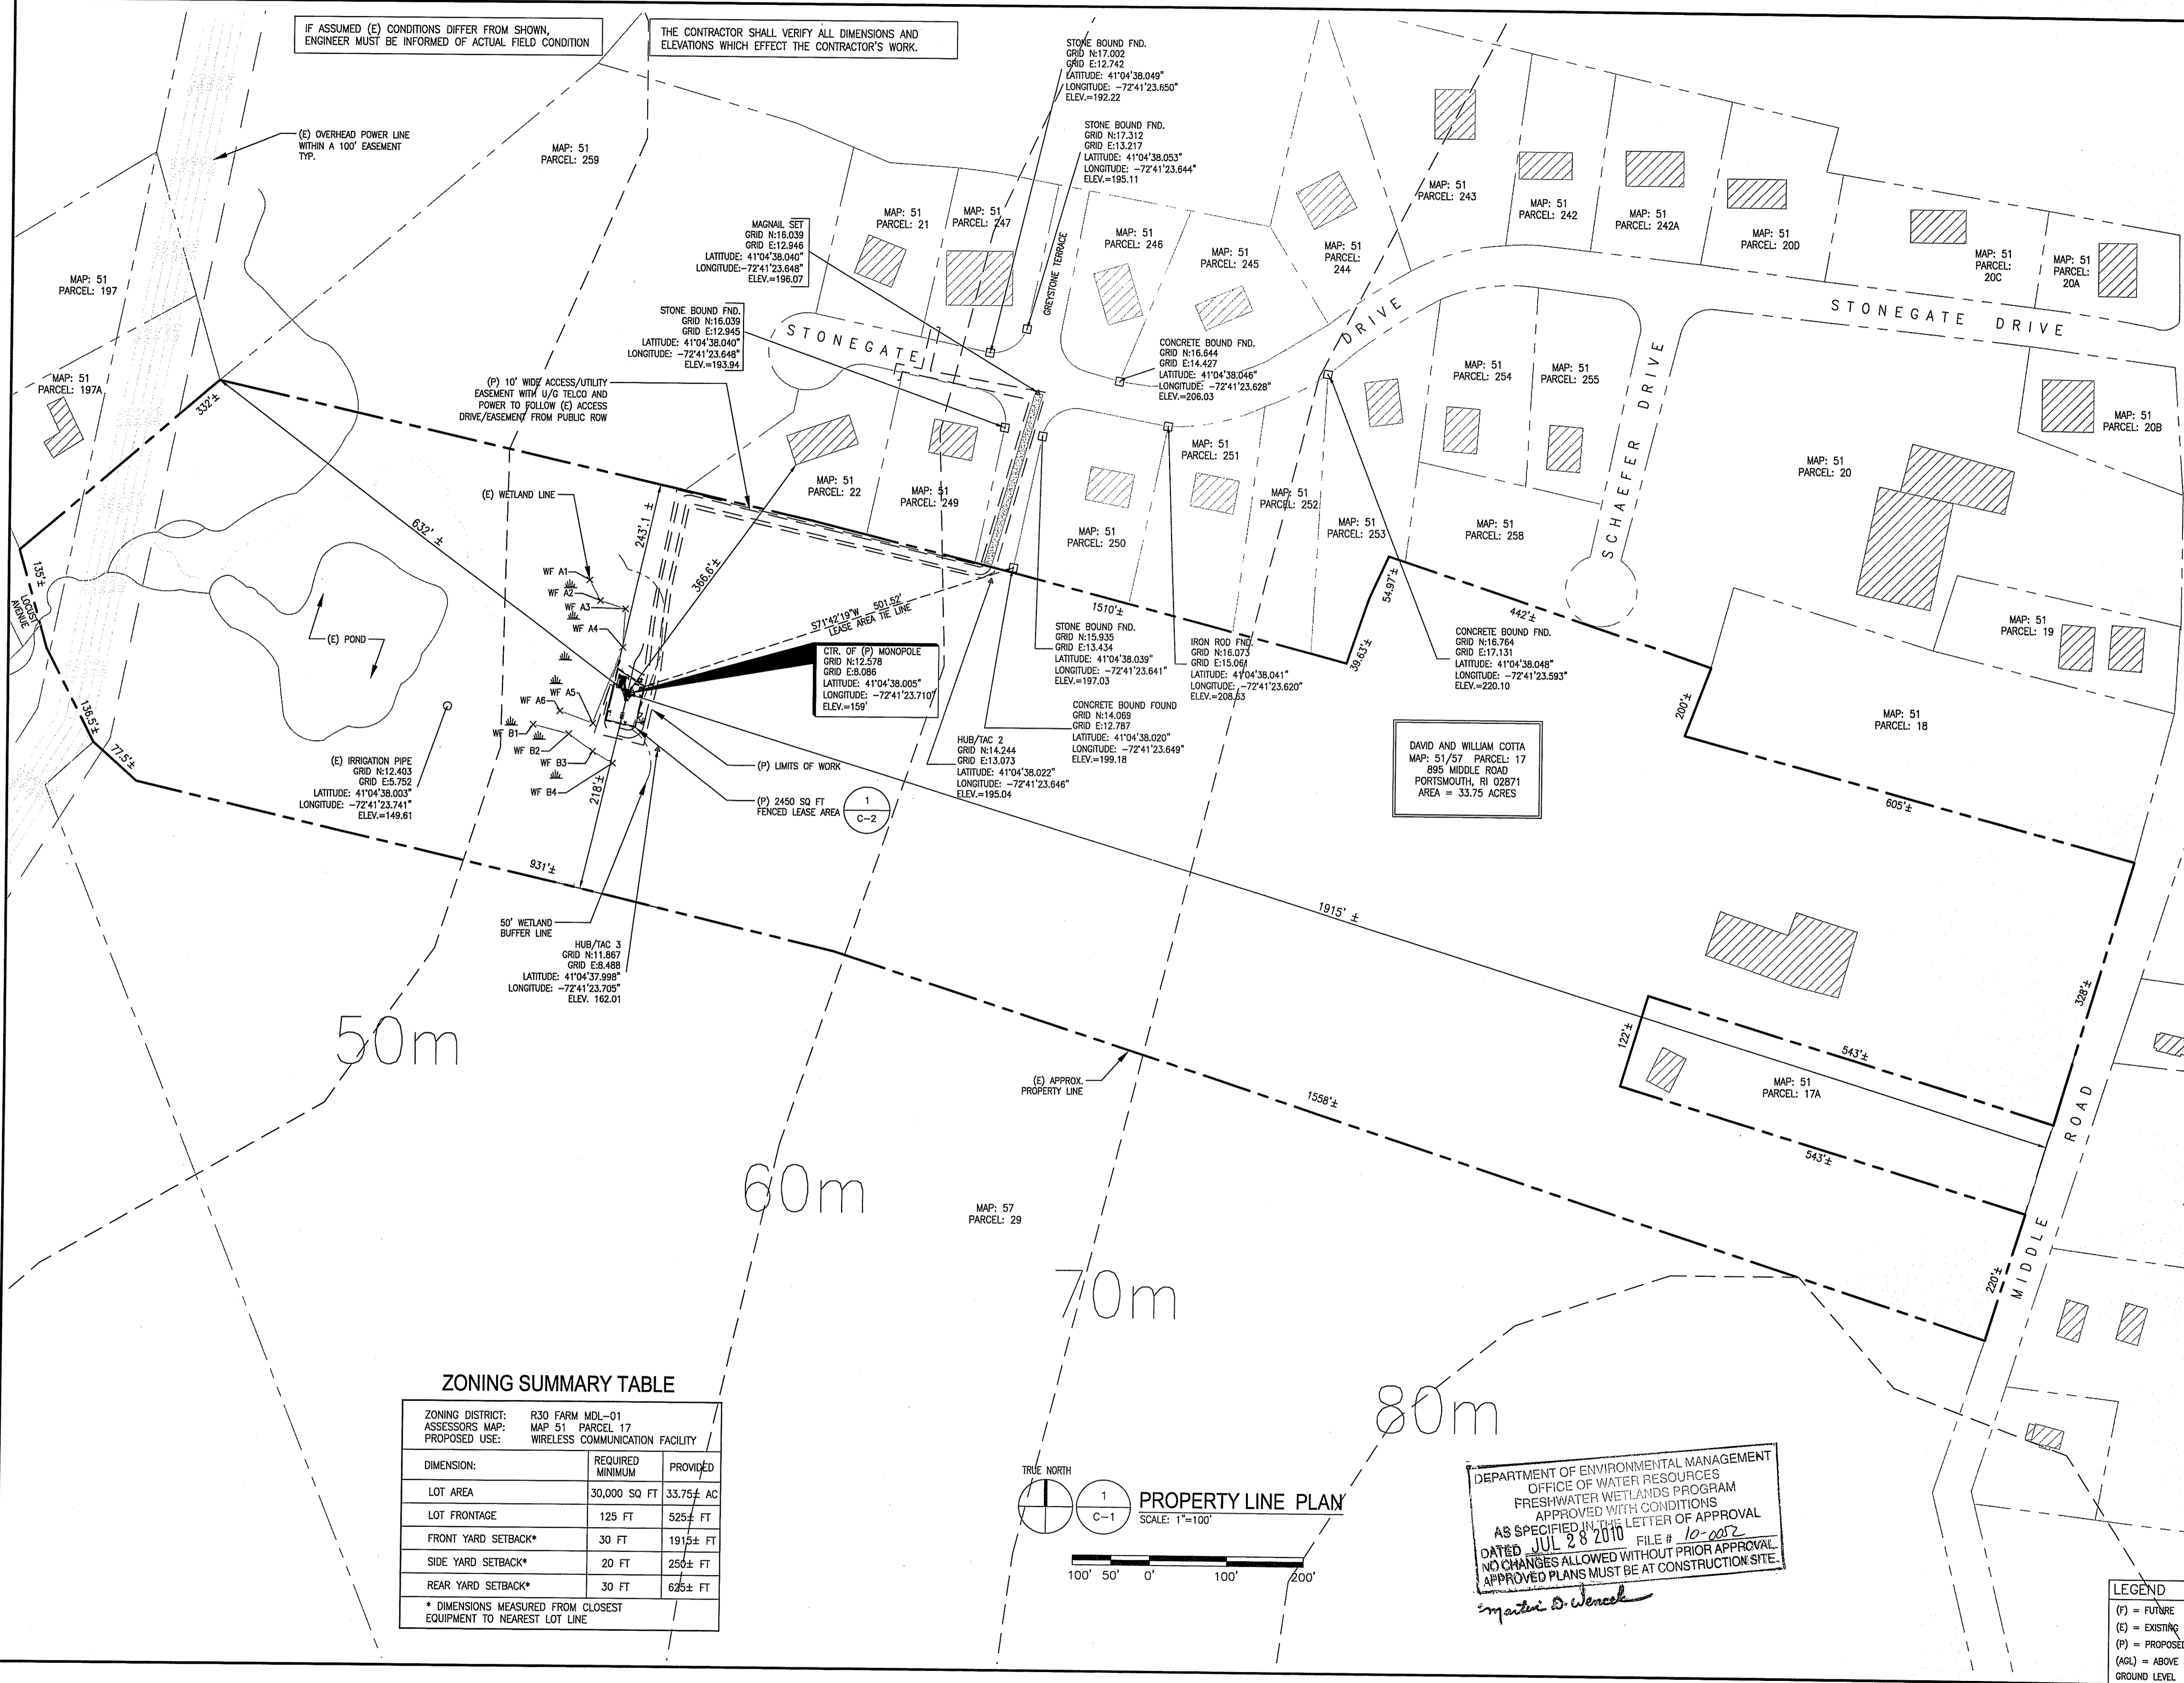 IF ASSUMED (E) CONDITIONS DIFFER FROM SHOWN,
ENGINEER MUST BE INFORMED OF ACTUAL FIELD CONDITION
THE CONTRACTOR SHALL VERIFY ALL DIMENSIONS AND
ELEVATIONS WHICH EFFECT THE CONTRACTOR'S WORK.
STONE BOUND FND.
GRID N:17.002
GRID E:12.742
LATITUDE: 41°04'38.049"
LONGITUDE: -72°41'23.650"
ELEV.=192.22
STONE BOUND FND.
GRID N:17.312
GRID E:13.217
LATITUDE: 41°04'38.053"
LONGITUDE: -72°41'23.644"
ELEV.=195.11
(E) OVERHEAD POWER LINE
WITHIN A 100' EASEMENT
TYP.
MAP: 51
PARCEL: 259
MAP: 51
PARCEL: 197
MAP: 51
PARCEL: 197A
MAGNAIL SET
GRID N:16.039
GRID E:12.946
LATITUDE: 41°04'38.040"
LONGITUDE:-72°41'23.648"
ELEV.=196.07
STONE BOUND FND.
GRID N:16.039
GRID E:12.945
LATITUDE: 41°04'38.040"
LONGITUDE: -72°41'23.648"
ELEV.=193.94
(P) 10' WIDE ACCESS/UTILITY
EASEMENT WITH U/G TELCO AND
POWER TO FOLLOW (E) ACCESS
DRIVE/EASEMENT FROM PUBLIC ROW
MAP: 51
PARCEL: 21
MAP: 51
PARCEL: 247
GREYSTONE TERRACE
MAP: 51
PARCEL: 246
MAP: 51
PARCEL: 245
MAP: 51
PARCEL:
244
MAP: 51
PARCEL: 243
MAP: 51
PARCEL: 242
MAP: 51
PARCEL: 242A
MAP: 51
PARCEL: 20D
MAP: 51
PARCEL:
20C
MAP: 51
PARCEL:
20A
STONEGATE
DRIVE
STONEGATE DRIVE
SCHAEFER DRIVE
CONCRETE BOUND FND.
GRID N:16.644
GRID E:14.427
LATITUDE: 41°04'38.046"
LONGITUDE: -72°41'23.628"
ELEV.=206.03
MAP: 51
PARCEL: 254
MAP: 51
PARCEL: 255
MAP: 51
PARCEL: 20B
MAP: 51
PARCEL: 20
MAP: 51
PARCEL: 22
MAP: 51
PARCEL: 249
MAP: 51
PARCEL: 250
MAP: 51
PARCEL: 251
MAP: 51
PARCEL: 252
MAP: 51
PARCEL: 253
MAP: 51
PARCEL: 258
MAP: 51
PARCEL: 19
MAP: 51
PARCEL: 18
332'±
135'±
LOCUST
AVENUE
136.5'±
77.5'±
632' ±
(E) WETLAND LINE
WF A1
WF A2
WF A3
WF A4
WF A5
WF A6
WF B1
WF B2
WF B3
WF B4
243'.1 ±
366.6'±
218'±
S71°42'19"W 501.52'
LEASE AREA TIE LINE
(E) POND
CTR. OF (P) MONOPOLE
GRID N:12.578
GRID E:8.086
LATITUDE: 41°04'38.005"
LONGITUDE: -72°41'23.710"
ELEV.=159'
1510'±
39.63'±
54.97'±
442'±
200'±
605'±
STONE BOUND FND.
GRID N:15.935
GRID E:13.434
LATITUDE: 41°04'38.039"
LONGITUDE: -72°41'23.641"
ELEV.=197.03
IRON ROD FND.
GRID N:16.073
GRID E:15.061
LATITUDE: 41°04'38.041"
LONGITUDE: -72°41'23.620"
ELEV.=208.63
CONCRETE BOUND FND.
GRID N:16.764
GRID E:17.131
LATITUDE: 41°04'38.048"
LONGITUDE: -72°41'23.593"
ELEV.=220.10
CONCRETE BOUND FOUND
GRID N:14.069
GRID E:12.787
LATITUDE: 41°04'38.020"
LONGITUDE: -72°41'23.649"
ELEV.=199.18
HUB/TAC 2
GRID N:14.244
GRID E:13.073
LATITUDE: 41°04'38.022"
LONGITUDE: -72°41'23.646"
ELEV.=195.04
(E) IRRIGATION PIPE
GRID N:12.403
GRID E:5.752
LATITUDE: 41°04'38.003"
LONGITUDE: -72°41'23.741"
ELEV.=149.61
(P) LIMITS OF WORK
(P) 2450 SQ FT
FENCED LEASE AREA
1
C-2
DAVID AND WILLIAM COTTA
MAP: 51/57 PARCEL: 17
895 MIDDLE ROAD
PORTSMOUTH, RI 02871
AREA = 33.75 ACRES
931'±
50' WETLAND
BUFFER LINE
HUB/TAC 3
GRID N:11.867
GRID E:8.488
LATITUDE: 41°04'37.998"
LONGITUDE: -72°41'23.705"
ELEV. 162.01
1915' ±
328'±
122'±
543'±
MAP: 51
PARCEL: 17A
543'±
(E) APPROX.
PROPERTY LINE
1558'±
220'±
MIDDLE ROAD
50m
60m
70m
80m
MAP: 57
PARCEL: 29
ZONING SUMMARY TABLE
ZONING DISTRICT: R30 FARM MDL-01
ASSESSORS MAP: MAP 51 PARCEL 17
PROPOSED USE: WIRELESS COMMUNICATION FACILITY
DIMENSION: REQUIRED MINIMUM PROVIDED
LOT AREA 30,000 SQ FT 33.75± AC
LOT FRONTAGE 125 FT 525± FT
FRONT YARD SETBACK* 30 FT 1915± FT
SIDE YARD SETBACK* 20 FT 250± FT
REAR YARD SETBACK* 30 FT 625± FT
* DIMENSIONS MEASURED FROM CLOSEST
EQUIPMENT TO NEAREST LOT LINE
TRUE NORTH
1
C-1
PROPERTY LINE PLAN
SCALE: 1"=100'
100' 50' 0' 100' 200'
DEPARTMENT OF ENVIRONMENTAL MANAGEMENT
OFFICE OF WATER RESOURCES
FRESHWATER WETLANDS PROGRAM
APPROVED WITH CONDITIONS
AS SPECIFIED IN THE LETTER OF APPROVAL
DATED JUL 28 2010 FILE # 10-0052
NO CHANGES ALLOWED WITHOUT PRIOR APPROVAL.
APPROVED PLANS MUST BE AT CONSTRUCTION SITE.
Martin D. Wencek
LEGEND
(F) = FUTURE
(E) = EXISTING
(P) = PROPOSED
(AGL) = ABOVE
GROUND LEVEL